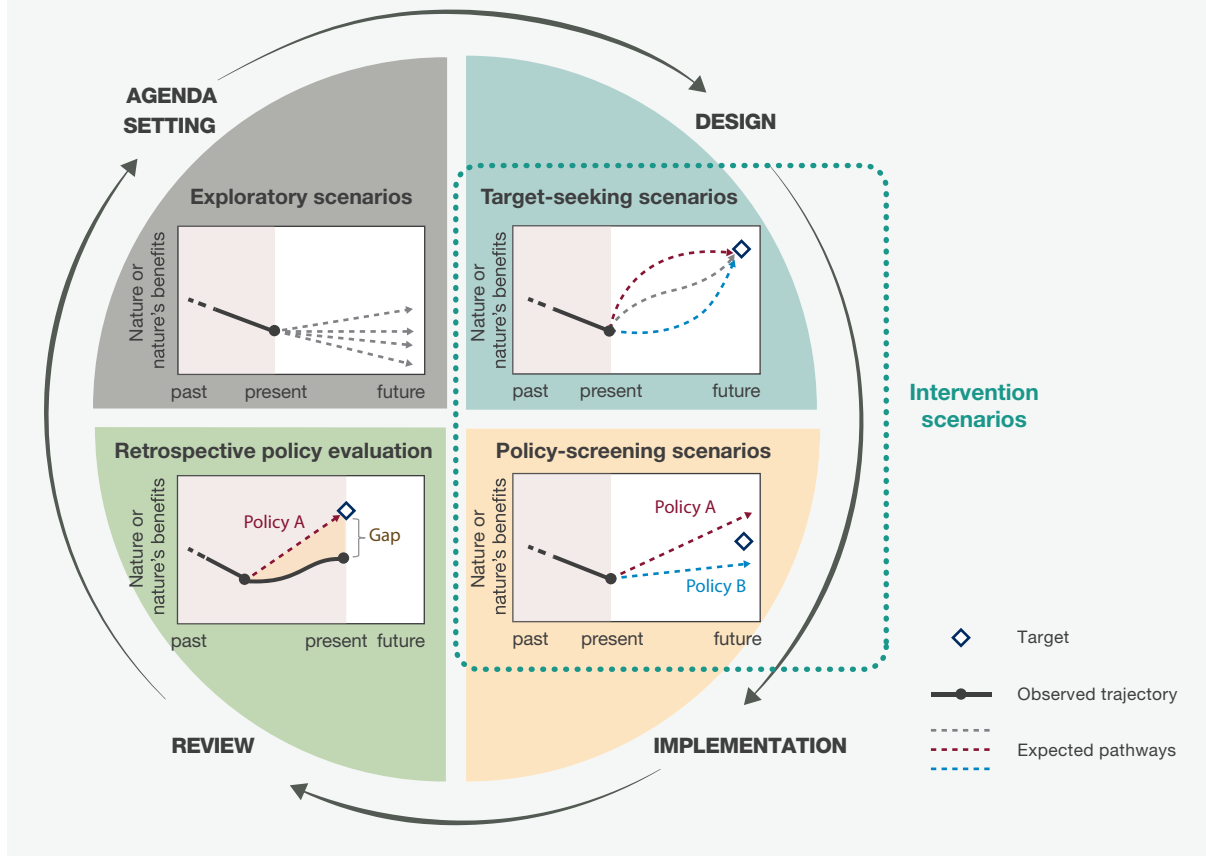 AGENDA
SETTING
DESIGN
Exploratory scenarios
Nature or
nature's benefits
past
present
future
Target-seeking scenarios
Nature or
nature's benefits
past
present
future
Intervention
scenarios
Retrospective policy evaluation
Nature or
nature's benefits
Policy A
Gap
past
present
future
Policy-screening scenarios
Nature or
nature's benefits
Policy A
Policy B
past
present
future
REVIEW
IMPLEMENTATION
Target
Observed trajectory
Expected pathways